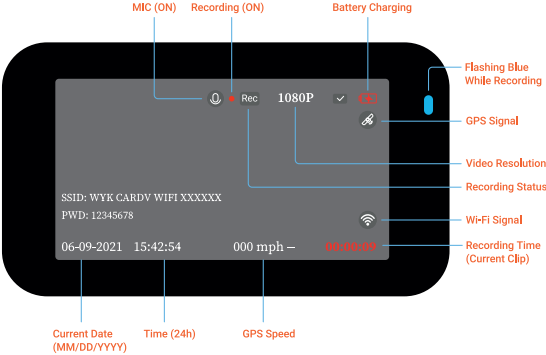 MIC (ON)
Recording (ON)
Battery Charging
Flashing Blue
While Recording
Rec
1080P
GPS Signal
Video Resolution
Recording Status
SSID: WYK CARDV WIFI XXXXXX
PWD: 12345678
Wi-Fi Signal
06-09-2021 15:42:54 000 mph – 00:00:09
Recording Time
(Current Clip)
Current Date
(MM/DD/YYYY)
Time (24h)
GPS Speed